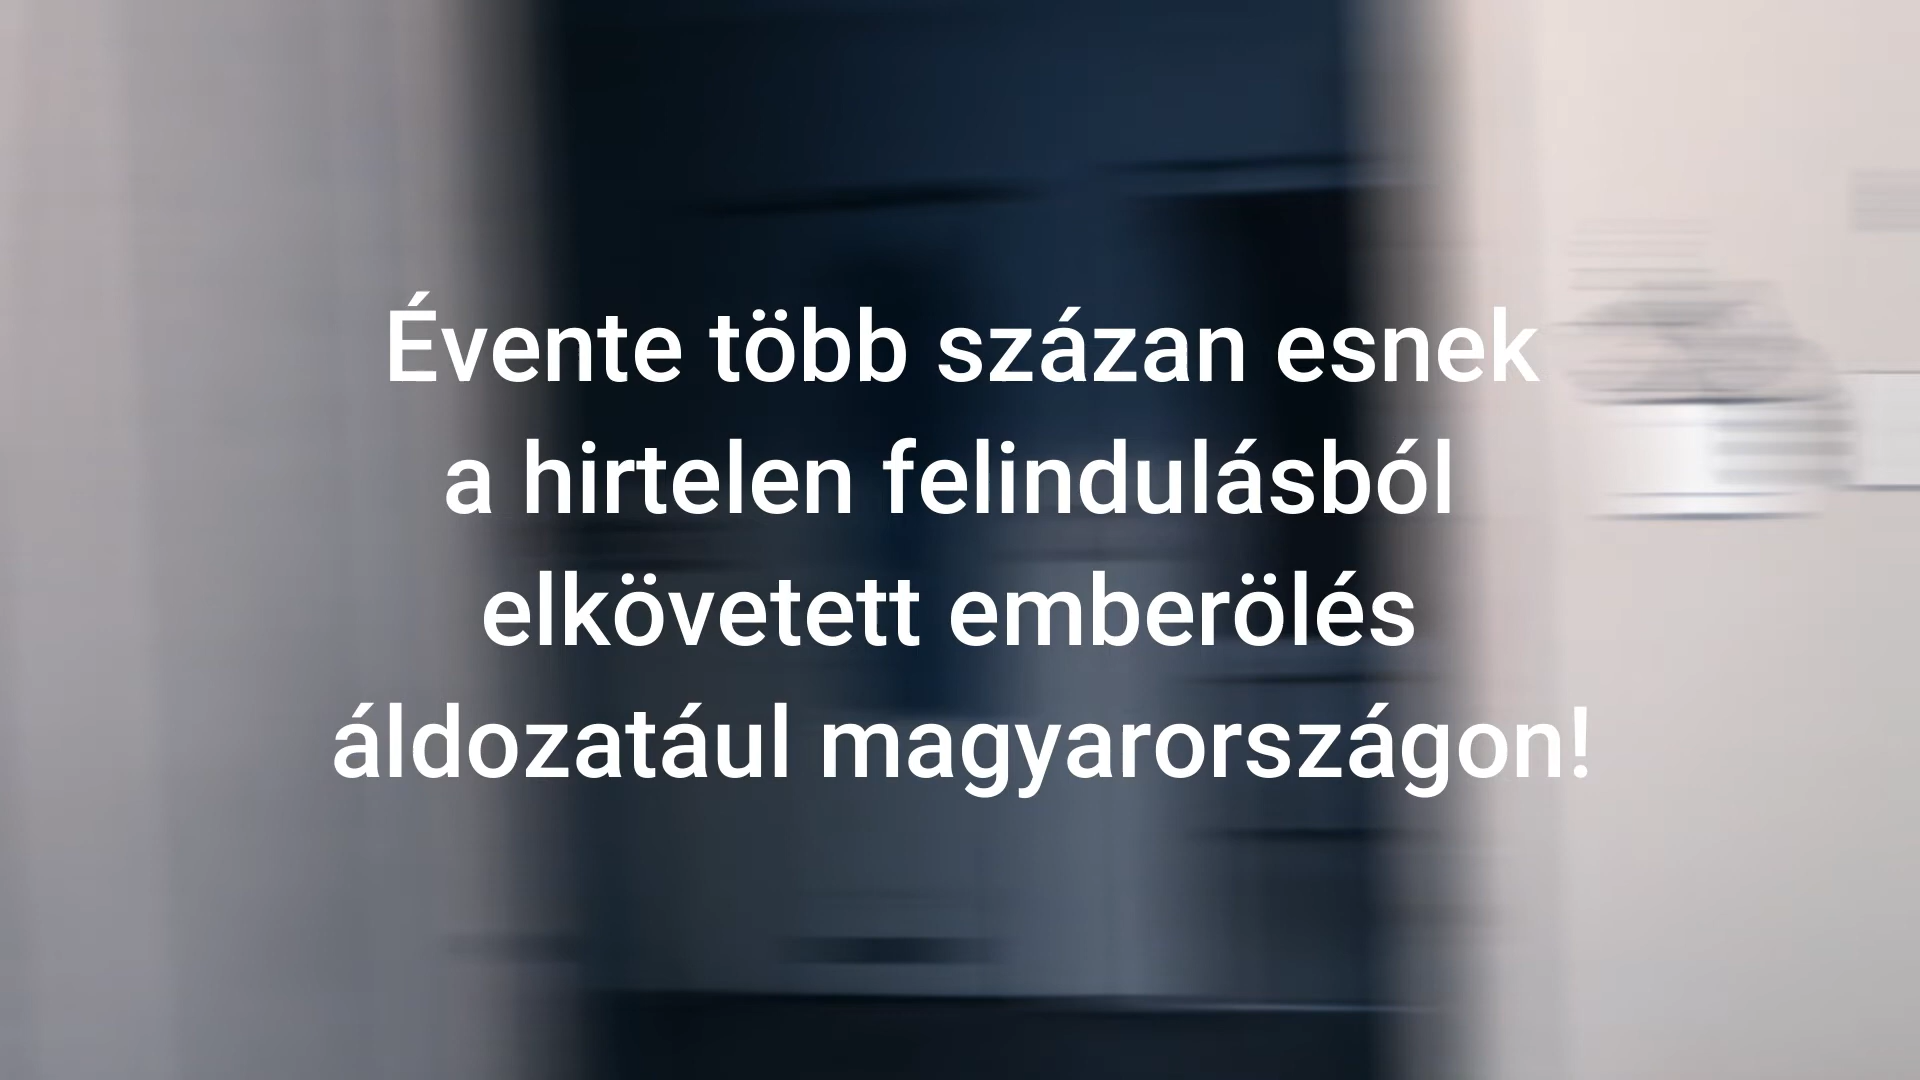 Évente több százan esnek
a hirtelen felindulásból
elkövetett emberölés
áldozatául magyarországon!